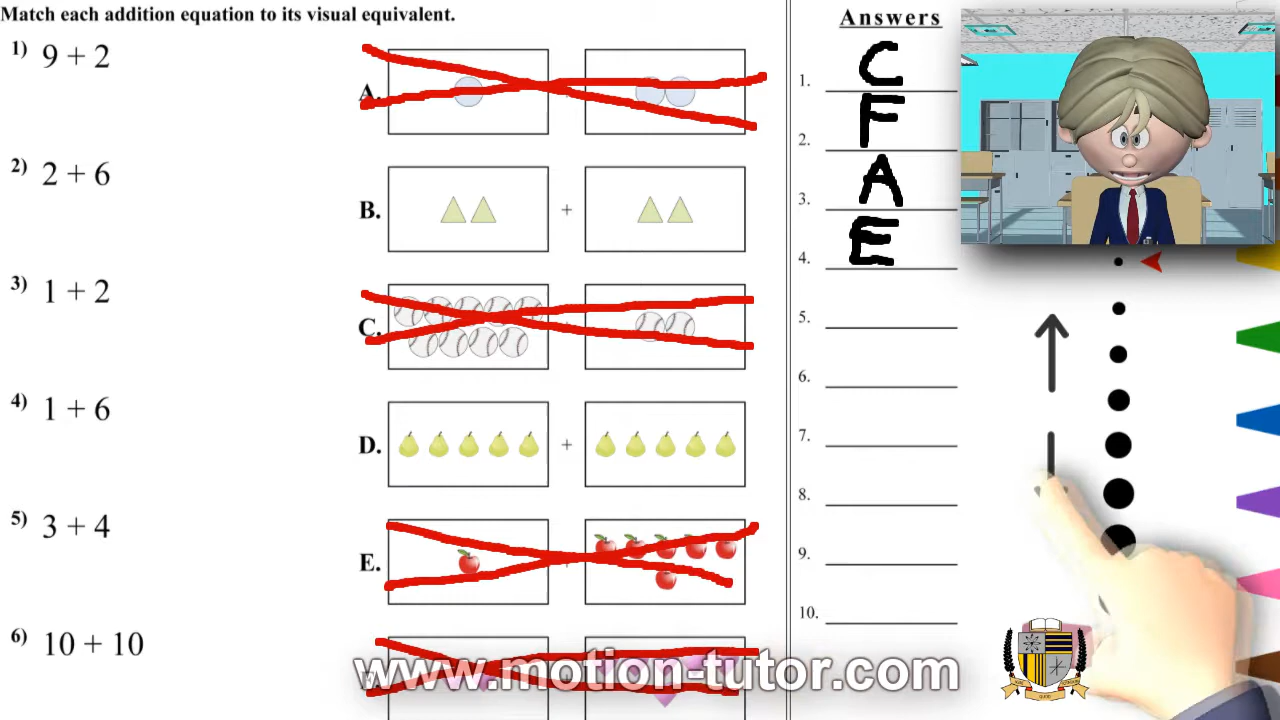 Match each addition equation to its visual equivalent.
Answers
1) 9 + 2
2) 2 + 6
3) 1 + 2
4) 1 + 6
5) 3 + 4
6) 10 + 10
A.
B. +
C.
D. +
E.
1. C
2. F
3. A
4. E
5.
6.
7.
8.
9.
10.
www.motion-tutor.com